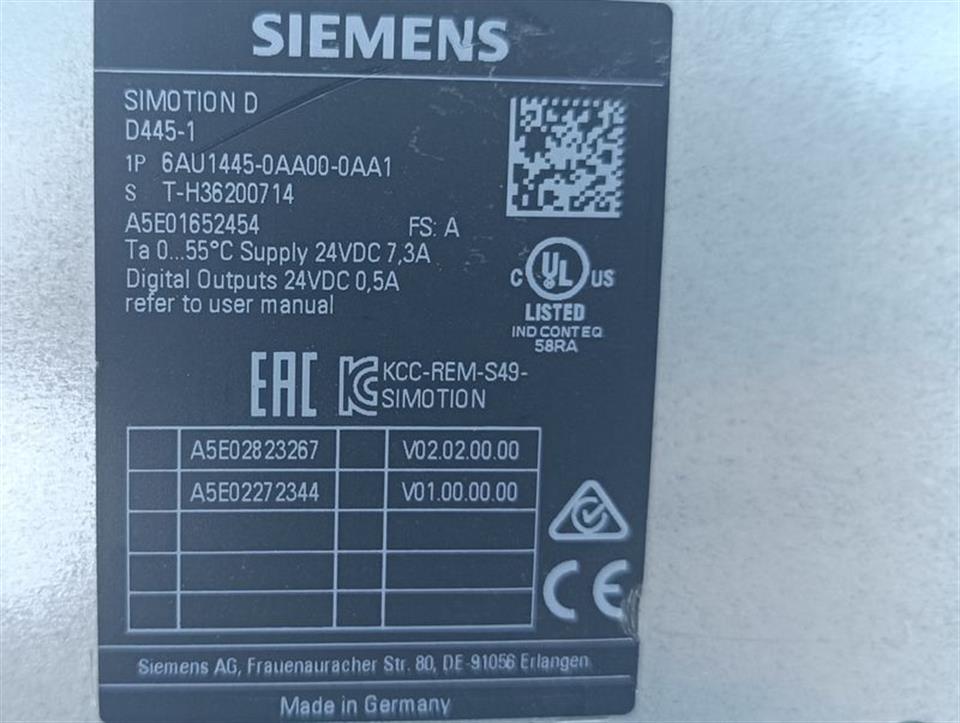 SIEMENS
SIMOTION D
D445-1
1P 6AU1445-0AA00-0AA1
S T-H36200714
A5E01652454 FS: A
Ta 0...55°C Supply 24VDC 7,3A
Digital Outputs 24VDC 0,5A
refer to user manual
C UL US
LISTED
IND CONT EQ
58RA
EAC KCC-REM-S49-
SIMOTION
A5E02823267 V02.02.00.00
A5E02272344 V01.00.00.00
CE
Siemens AG, Frauenauracher Str. 80, DE-91056 Erlangen
Made in Germany